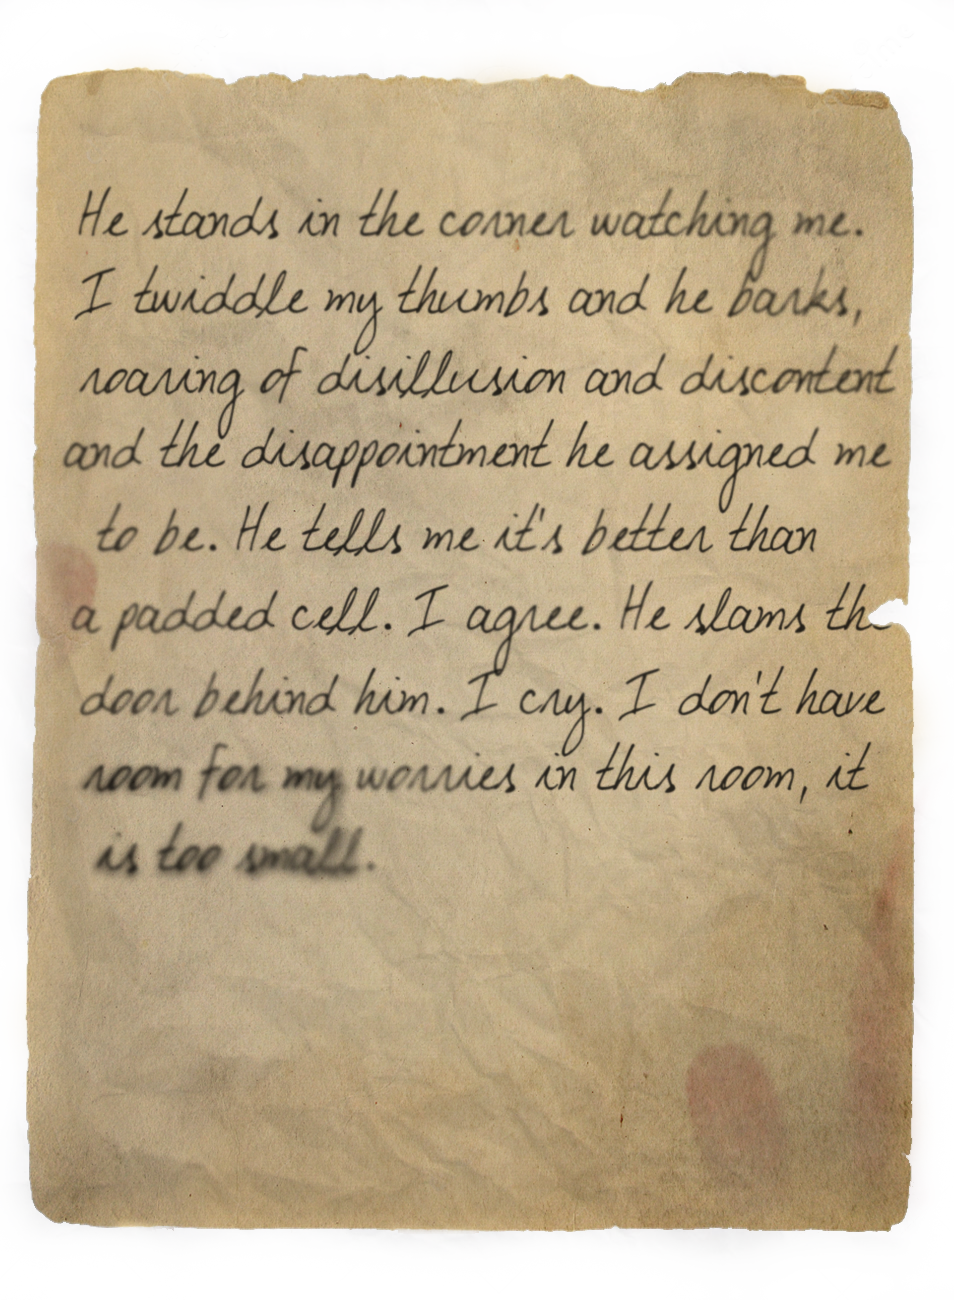 He stands in the corner watching me.
I twiddle my thumbs and he barks,
roaring of disillusion and discontent
and the disappointment he assigned me
to be. He tells me it's better than
a padded cell. I agree. He slams the
door behind him. I cry. I don't have
room for my worries in this room, it
is too small.